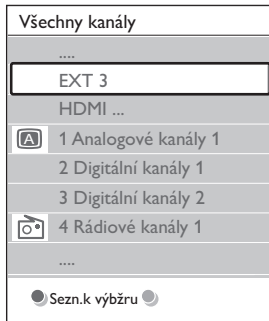 Všechny kanály
....
EXT 3
HDMI ...
A 1 Analogové kanály 1
2 Digitální kanály 1
3 Digitální kanály 2
4 Rádiové kanály 1
....
Sezn.k výbžru